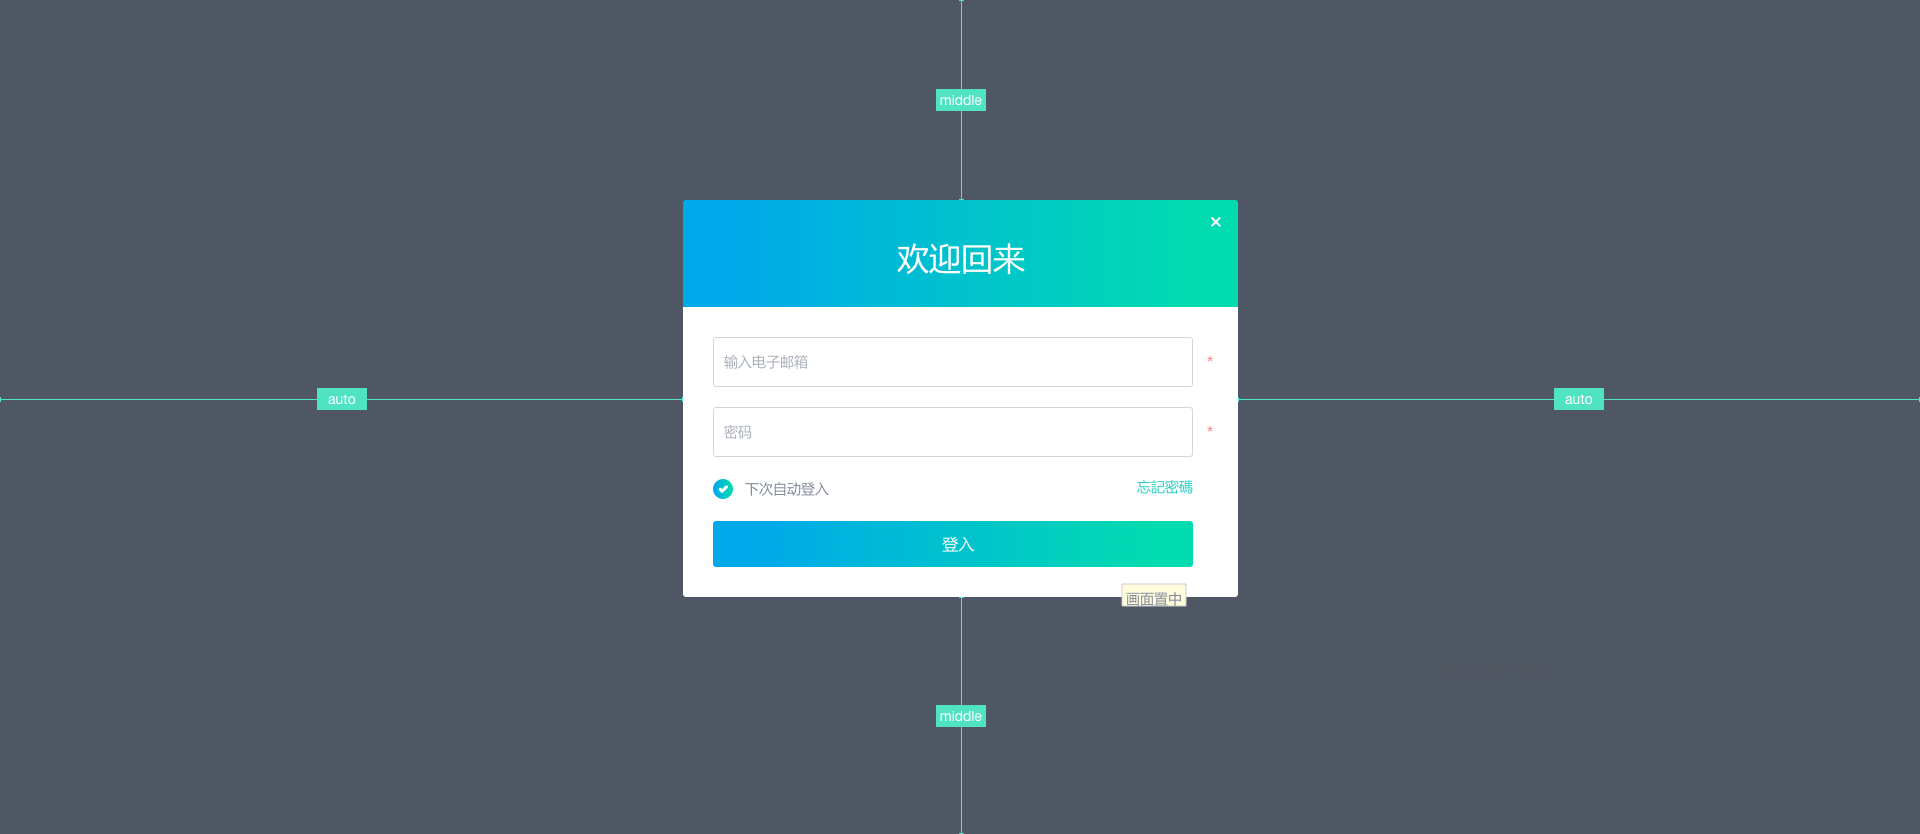 middle
×
欢迎回来
输入电子邮箱 *
auto
auto
密码 *
下次自动登入
忘記密碼
登入
画面置中
middle